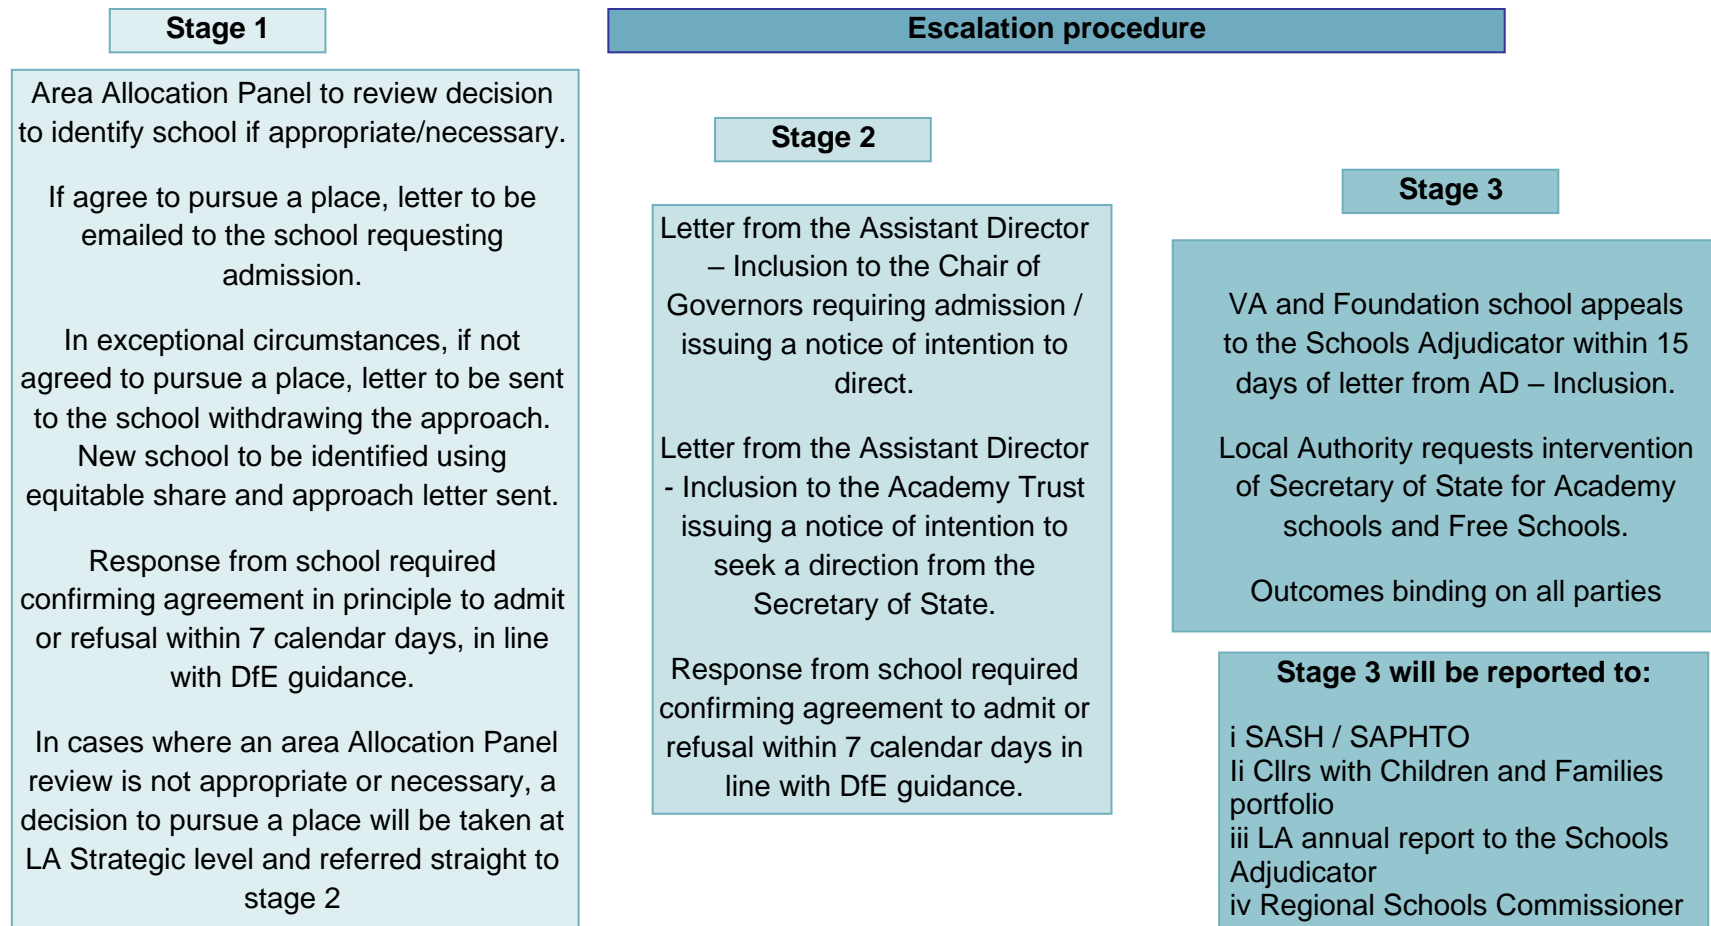 Stage 1
Escalation procedure
Area Allocation Panel to review decision
to identify school if appropriate/necessary.
If agree to pursue a place, letter to be
emailed to the school requesting
admission.
In exceptional circumstances, if not
agreed to pursue a place, letter to be sent
to the school withdrawing the approach.
New school to be identified using
equitable share and approach letter sent.
Response from school required
confirming agreement in principle to admit
or refusal within 7 calendar days, in line
with DfE guidance.
In cases where an area Allocation Panel
review is not appropriate or necessary, a
decision to pursue a place will be taken at
LA Strategic level and referred straight to
stage 2
Stage 2
Letter from the Assistant Director
– Inclusion to the Chair of
Governors requiring admission /
issuing a notice of intention to
direct.
Letter from the Assistant Director
- Inclusion to the Academy Trust
issuing a notice of intention to
seek a direction from the
Secretary of State.
Response from school required
confirming agreement to admit or
refusal within 7 calendar days in
line with DfE guidance.
Stage 3
VA and Foundation school appeals
to the Schools Adjudicator within 15
days of letter from AD – Inclusion.
Local Authority requests intervention
of Secretary of State for Academy
schools and Free Schools.
Outcomes binding on all parties
Stage 3 will be reported to:
i SASH / SAPHTO
Ii Cllrs with Children and Families
portfolio
iii LA annual report to the Schools
Adjudicator
iv Regional Schools Commissioner